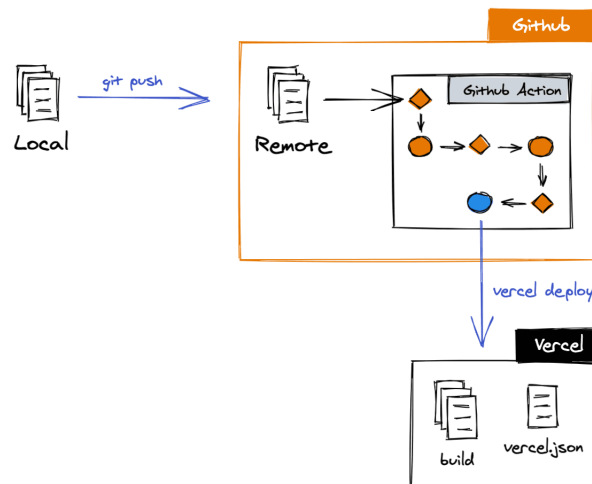 Github
git push
Github Action
Local
Remote
vercel deploy
Vercel
build
vercel.json